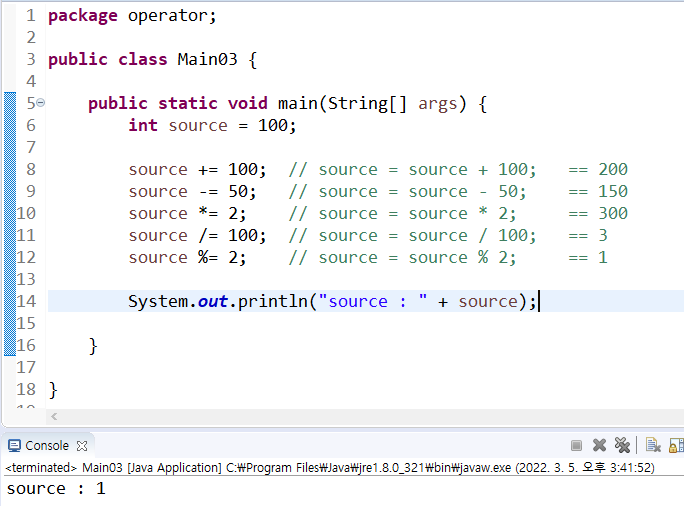 1 package operator;
2
3 public class Main03 {
4
5 public static void main(String[] args) {
6 int source = 100;
7
8 source += 100; // source = source + 100; == 200
9 source -= 50; // source = source - 50; == 150
10 source *= 2; // source = source * 2; == 300
11 source /= 100; // source = source / 100; == 3
12 source %= 2; // source = source % 2; == 1
13
14 System.out.println("source : " + source);
15
16 }
17
18 }
Console
<terminated> Main03 [Java Application] C:₩Program Files₩Java₩jre1.8.0_321₩bin₩javaw.exe (2022. 3. 5. 오후 3:41:52)
source : 1